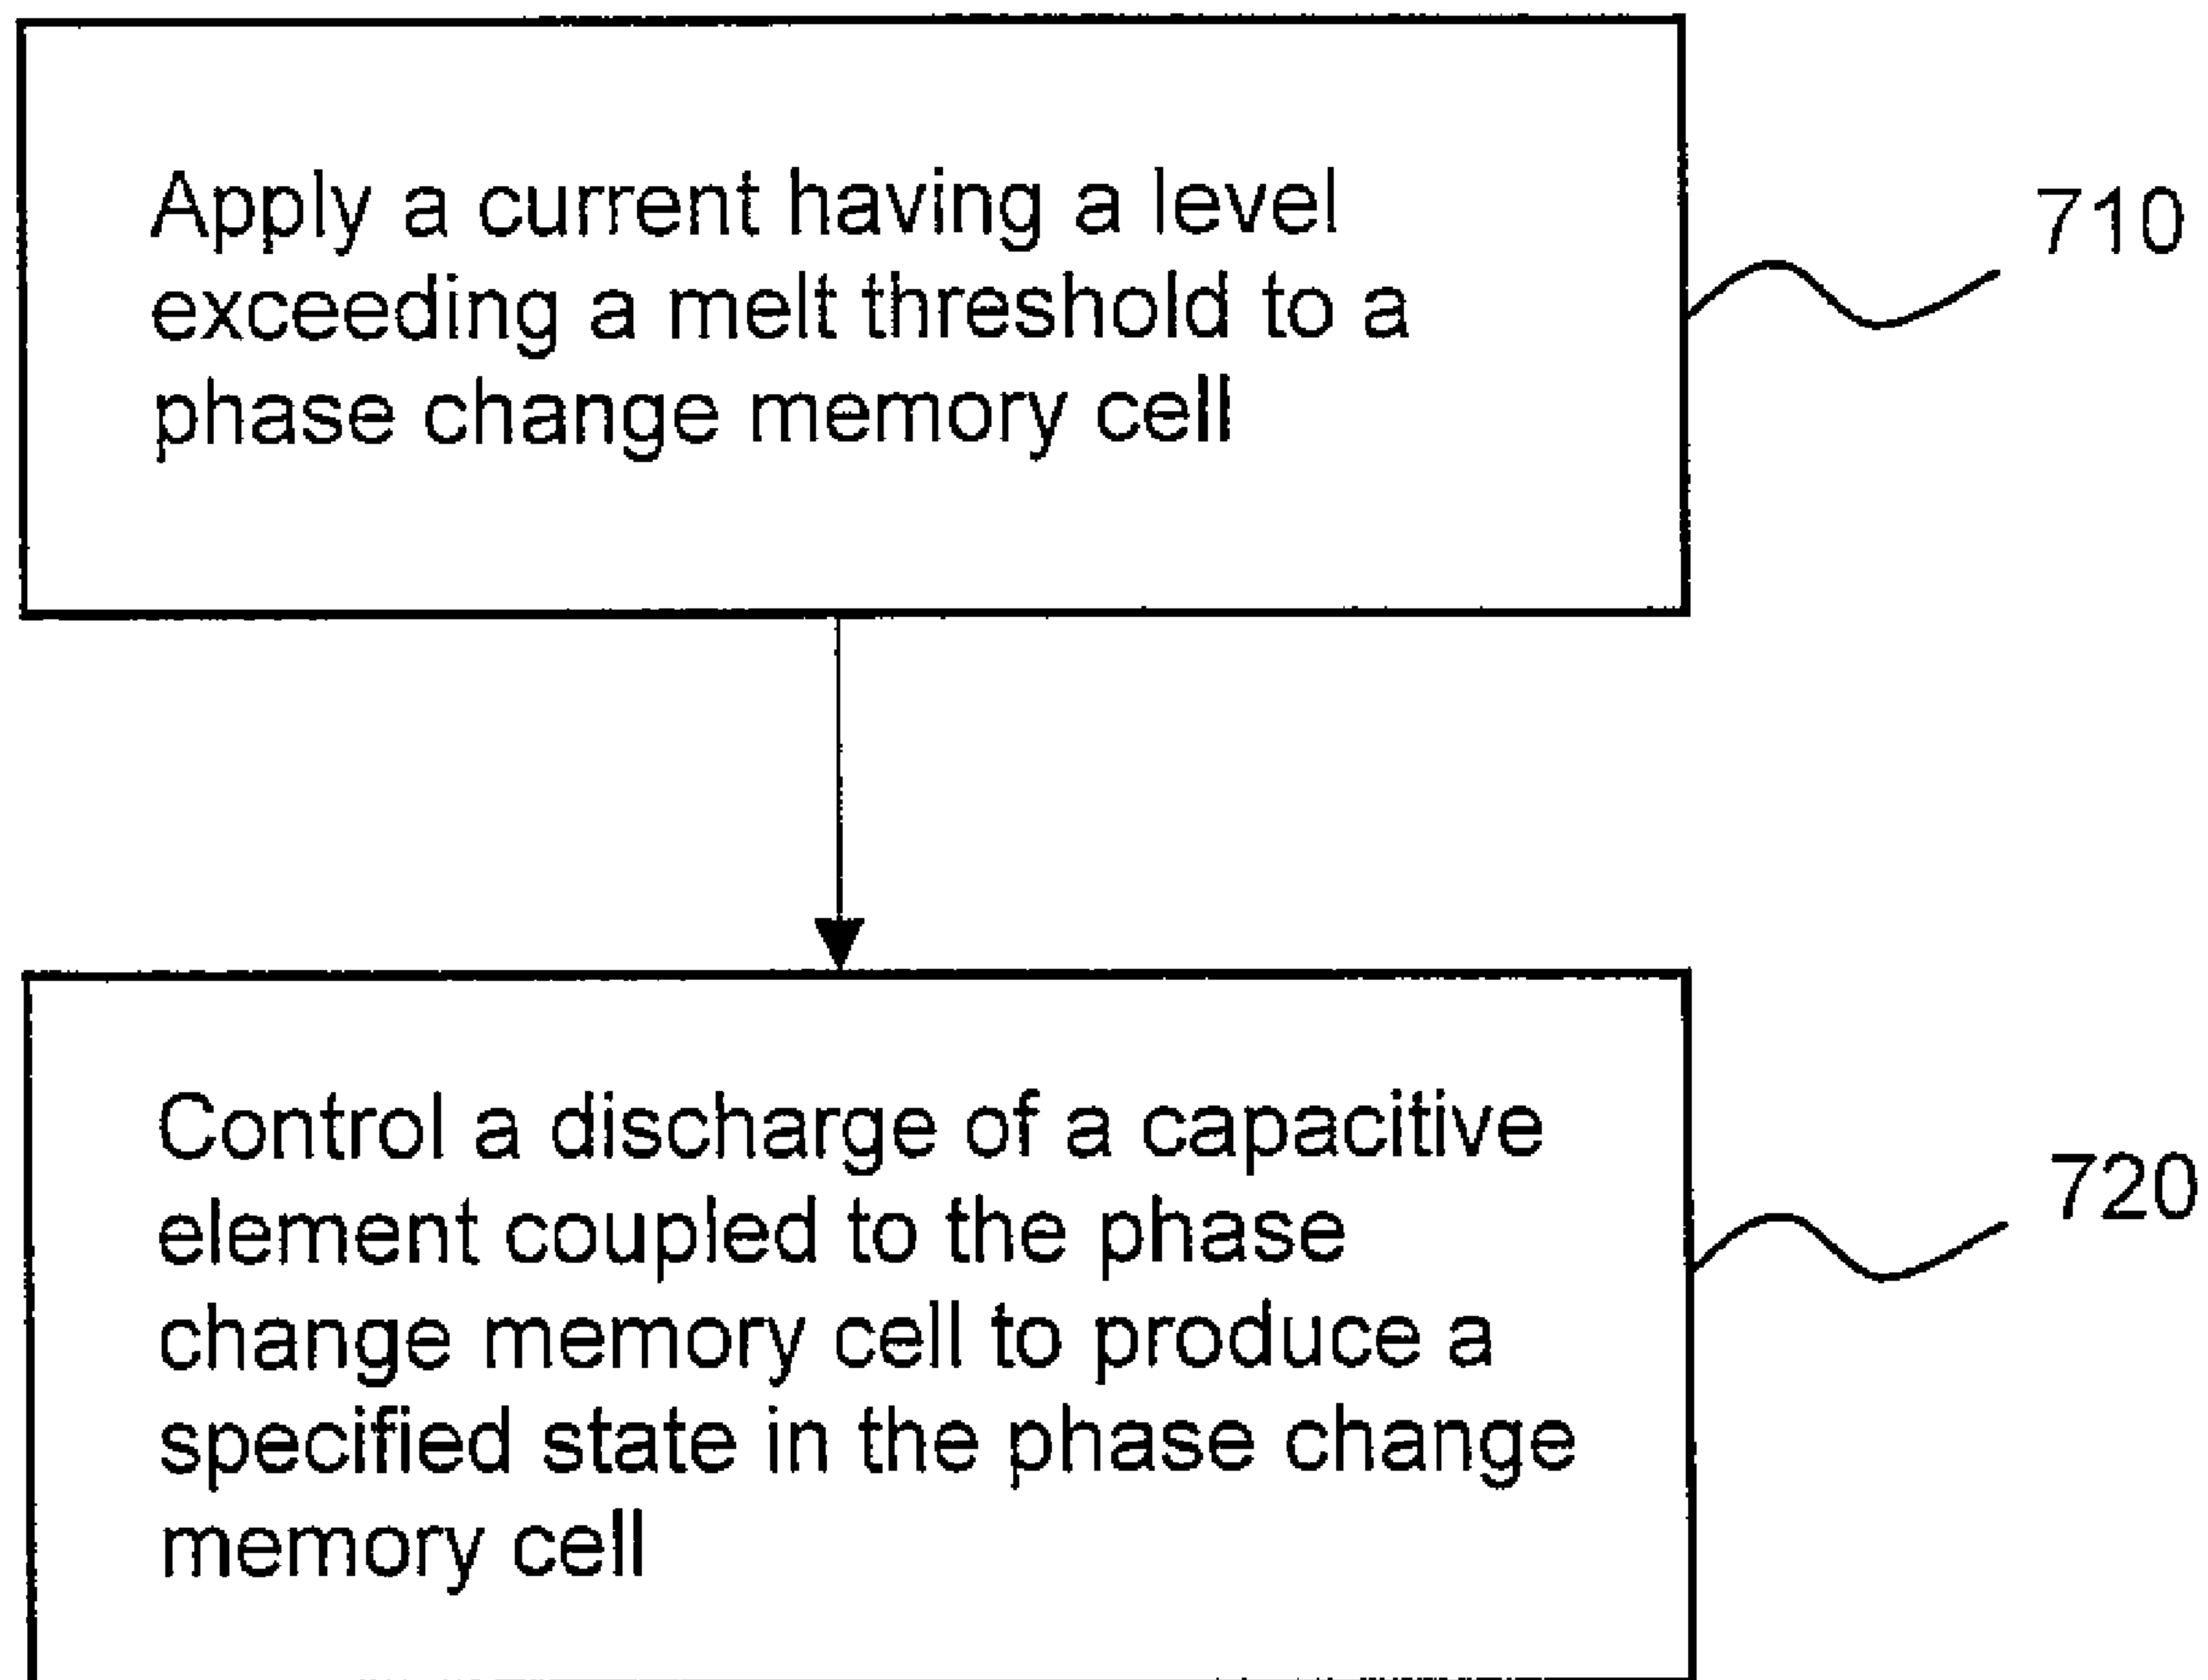 Apply a current having a level
exceeding a melt threshold to a
phase change memory cell
710
Control a discharge of a capacitive
element coupled to the phase
change memory cell to produce a
specified state in the phase change
memory cell
720